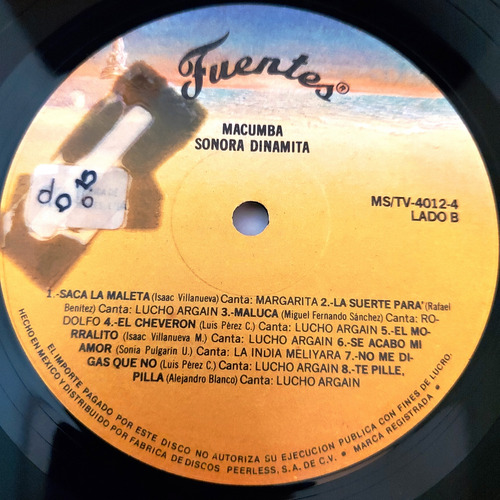 Fuentes®
MACUMBA
SONORA DINAMITA
MS/TV-4012-4
LADO B
1.-SACA LA MALETA (Isaac Villanueva) Canta: MARGARITA 2.-LA SUERTE PARA (Rafael
Benitez) Canta: LUCHO ARGAIN 3.-MALUCA (Miguel Fernando Sánchez) Canta: RO-
DOLFO 4.-EL CHEVERON (Luis Pérez C.) Canta: LUCHO ARGAIN 5.-EL MO-
RRALITO (Isaac Villanueva M.) Canta: LUCHO ARGAIN 6.-SE ACABO MI
AMOR (Sonia Pulgarin U.) Canta: LA INDIA MELIYARA 7.-NO ME DI-
GAS QUE NO (Luis Pérez C.) Canta: LUCHO ARGAIN 8.-TE PILLE,
PILLA (Alejandro Blanco) Canta: LUCHO ARGAIN
EL IMPORTE PAGADO POR ESTE DISCO NO AUTORIZA SU EJECUCION PUBLICA CON FINES DE LUCRO.
HECHO EN MEXICO Y DISTRIBUIDO POR FABRICA DE DISCOS PEERLESS, S.A. DE C.V. ● MARCA REGISTRADA ●